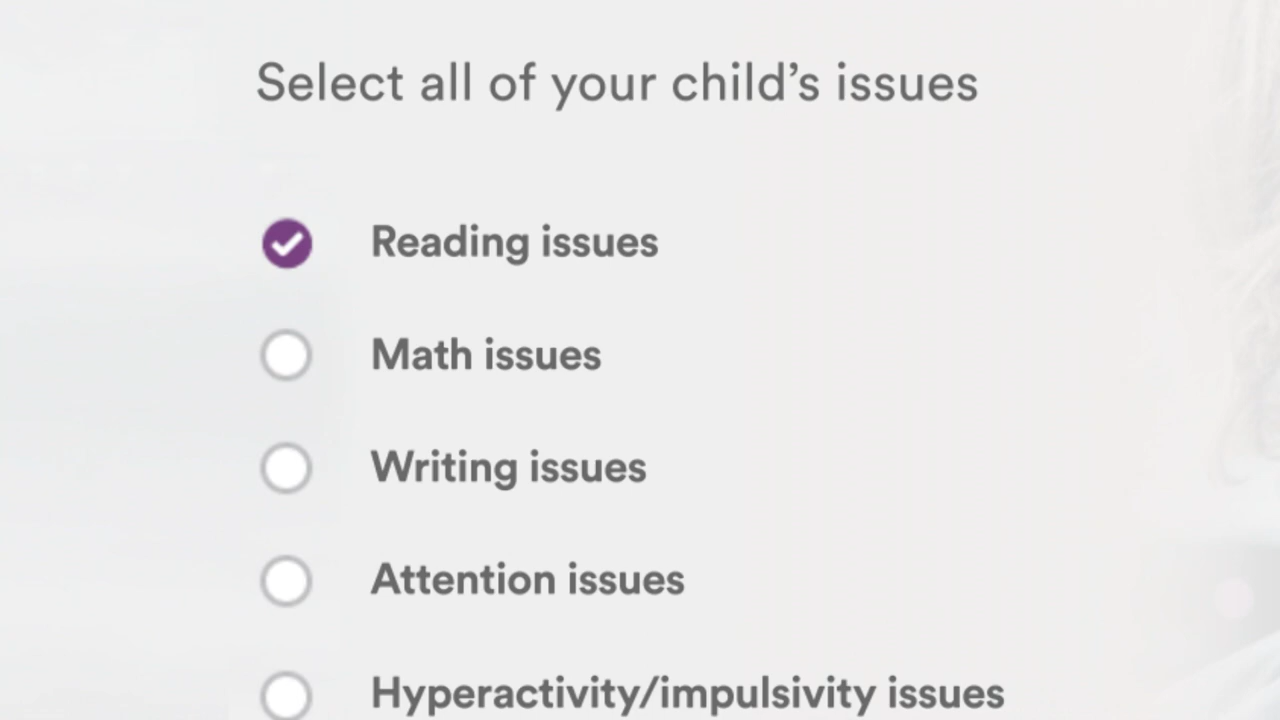 Select all of your child’s issues
Reading issues
Math issues
Writing issues
Attention issues
Hyperactivity/impulsivity issues